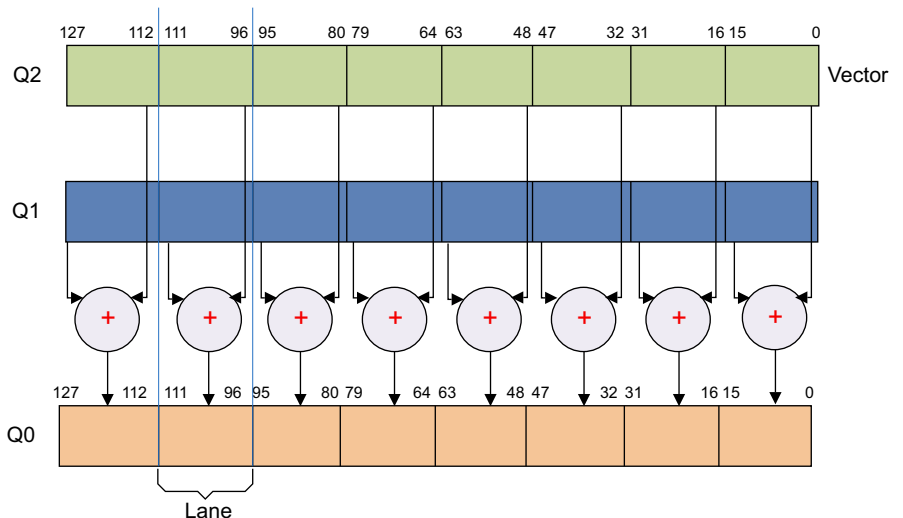 127 112 111 96 95 80 79 64 63 48 47 32 31 16 15 0
Q2 Vector
Q1
+ + + + + + + +
127 112 111 96 95 80 79 64 63 48 47 32 31 16 15 0
Q0
Lane